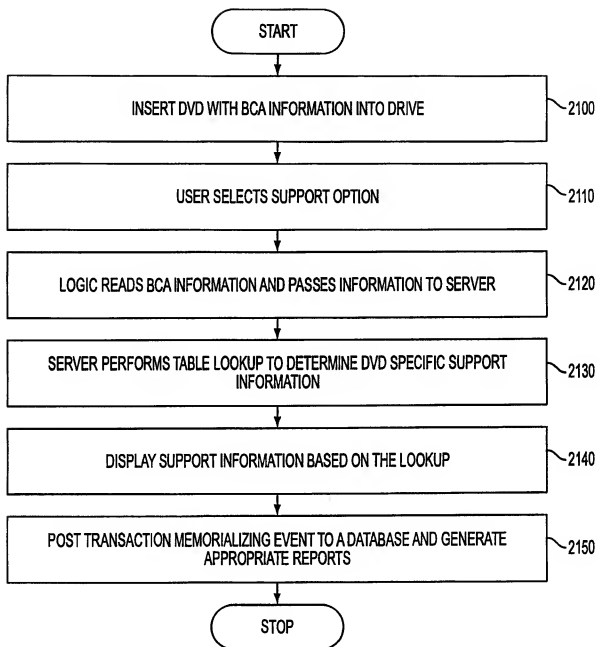 START
INSERT DVD WITH BCA INFORMATION INTO DRIVE
2100
USER SELECTS SUPPORT OPTION
2110
LOGIC READS BCA INFORMATION AND PASSES INFORMATION TO SERVER
2120
SERVER PERFORMS TABLE LOOKUP TO DETERMINE DVD SPECIFIC SUPPORT
INFORMATION
2130
DISPLAY SUPPORT INFORMATION BASED ON THE LOOKUP
2140
POST TRANSACTION MEMORIALIZING EVENT TO A DATABASE AND GENERATE
APPROPRIATE REPORTS
2150
STOP